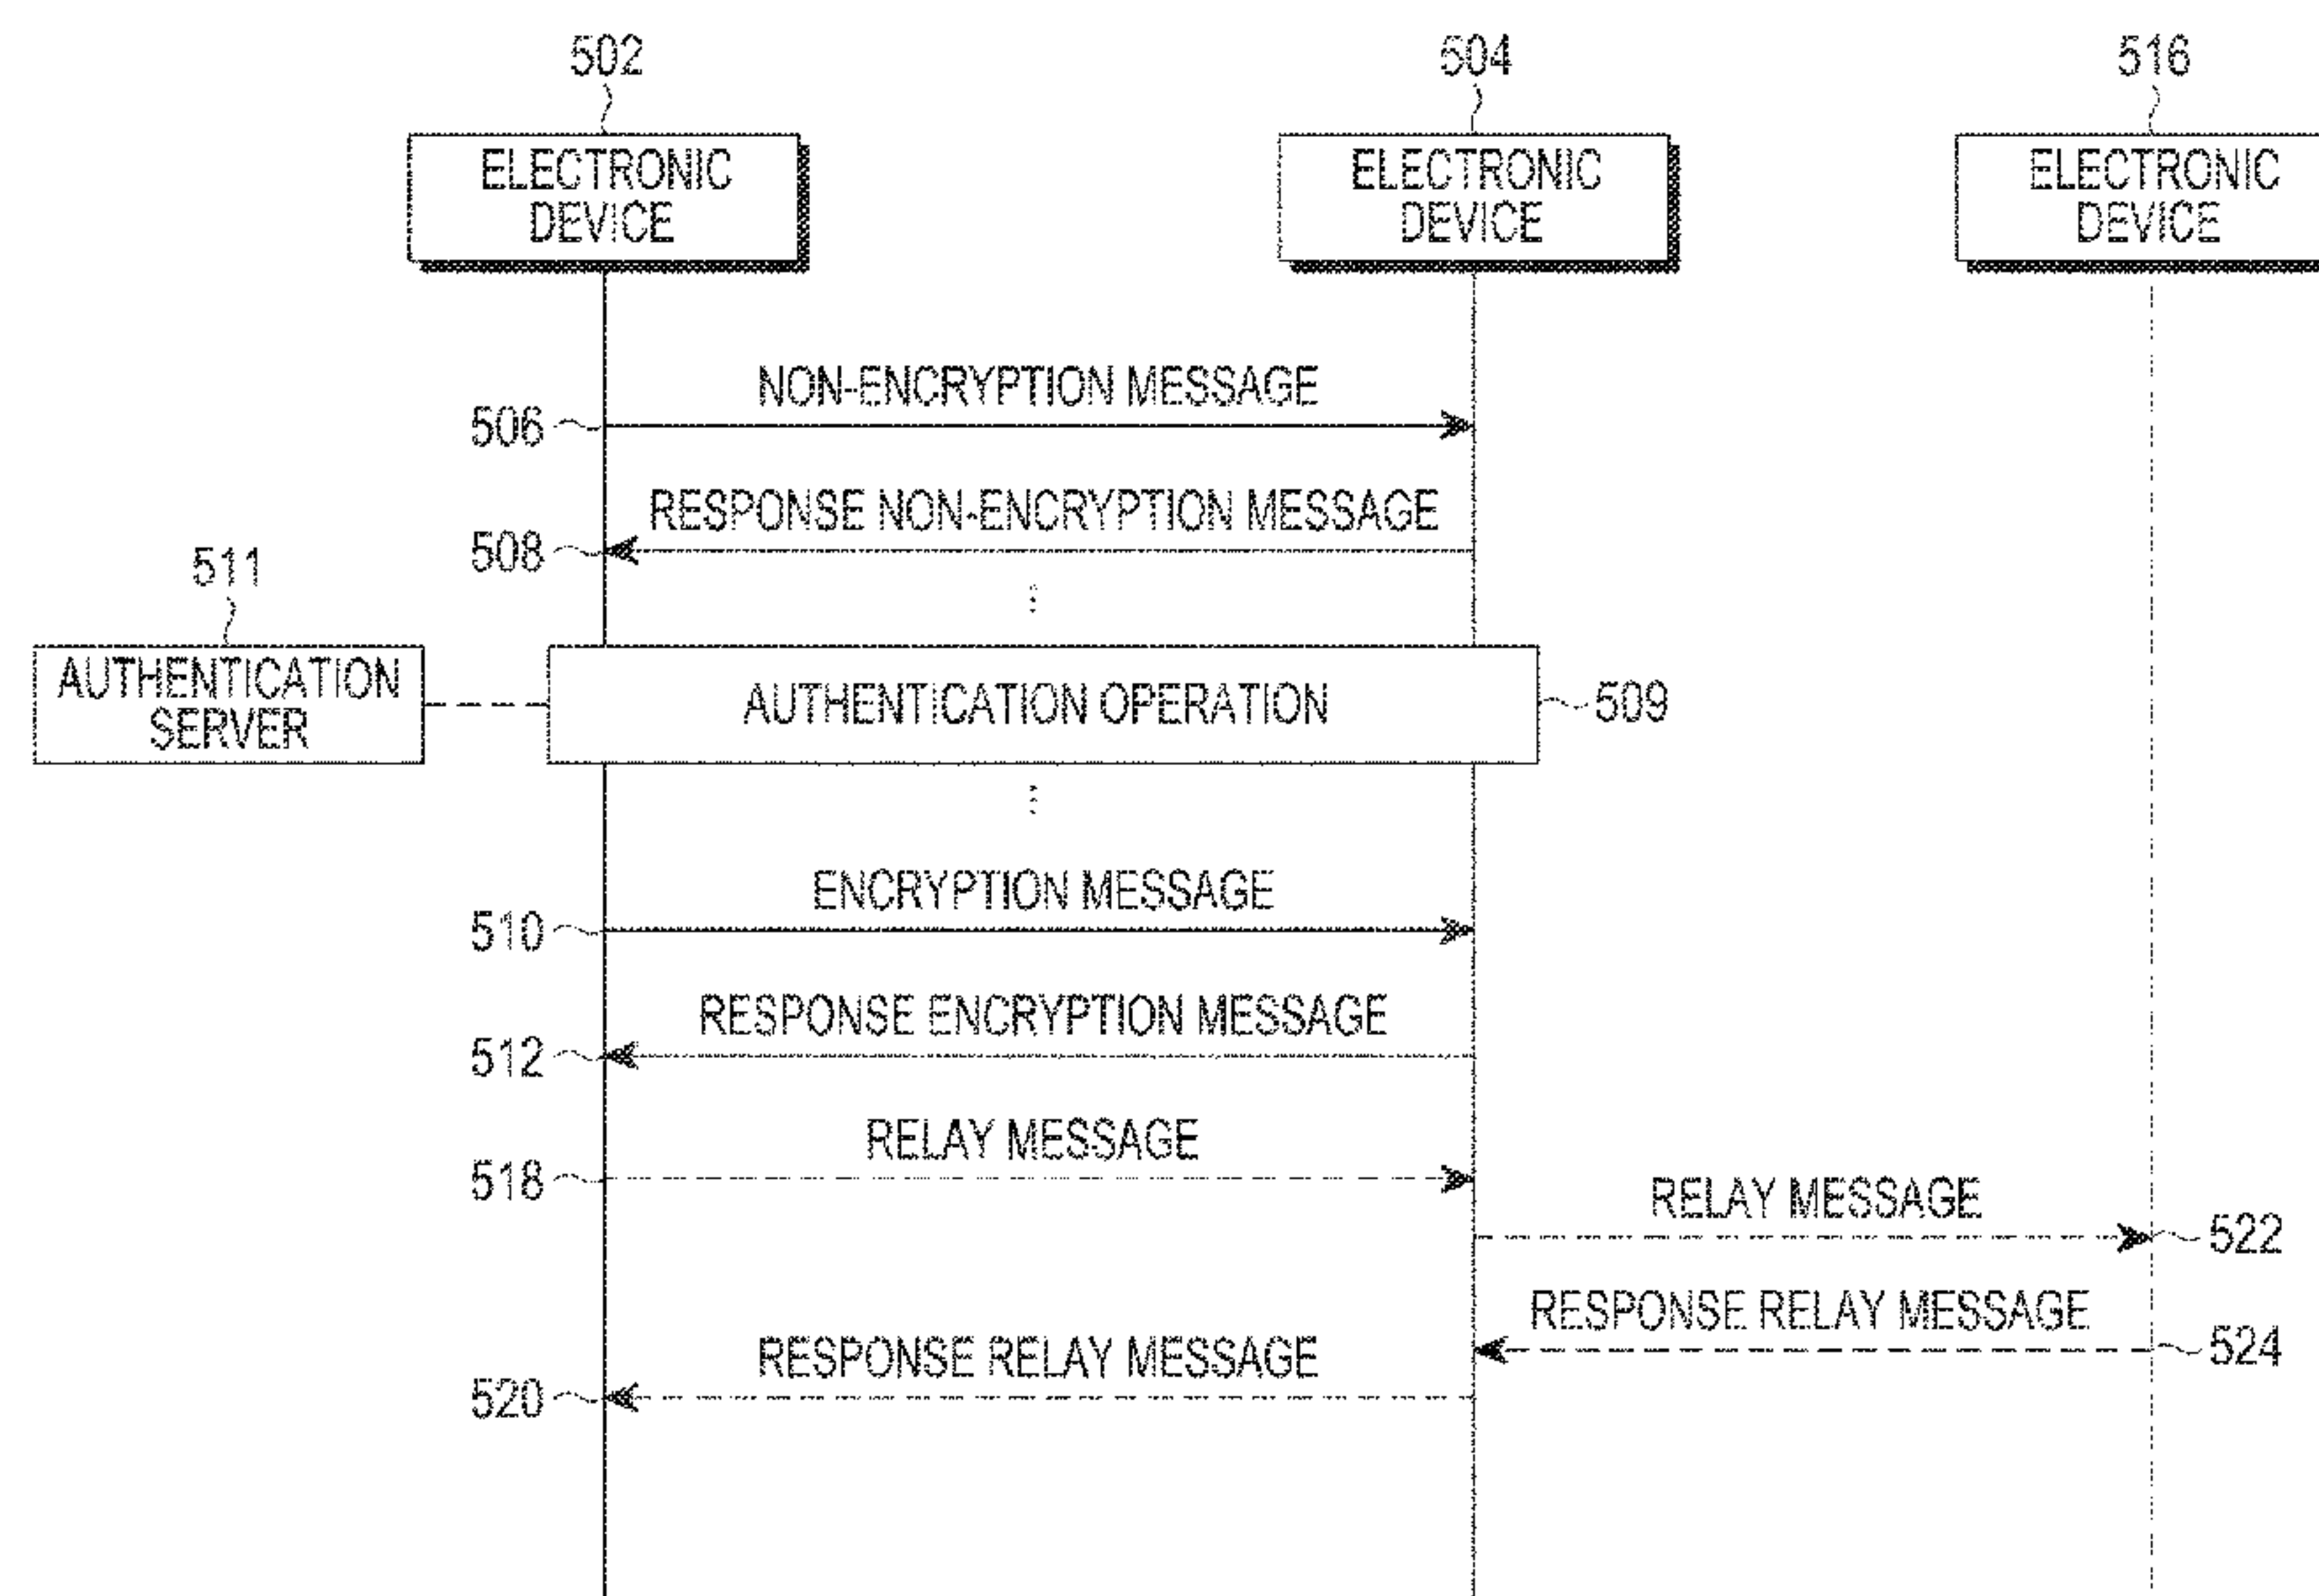 502
504
516
ELECTRONIC
DEVICE
ELECTRONIC
DEVICE
ELECTRONIC
DEVICE
NON-ENCRYPTION MESSAGE
506
RESPONSE NON-ENCRYPTION MESSAGE
508
511
AUTHENTICATION
SERVER
AUTHENTICATION OPERATION
509
ENCRYPTION MESSAGE
510
RESPONSE ENCRYPTION MESSAGE
512
RELAY MESSAGE
518
RELAY MESSAGE
522
RESPONSE RELAY MESSAGE
524
RESPONSE RELAY MESSAGE
520